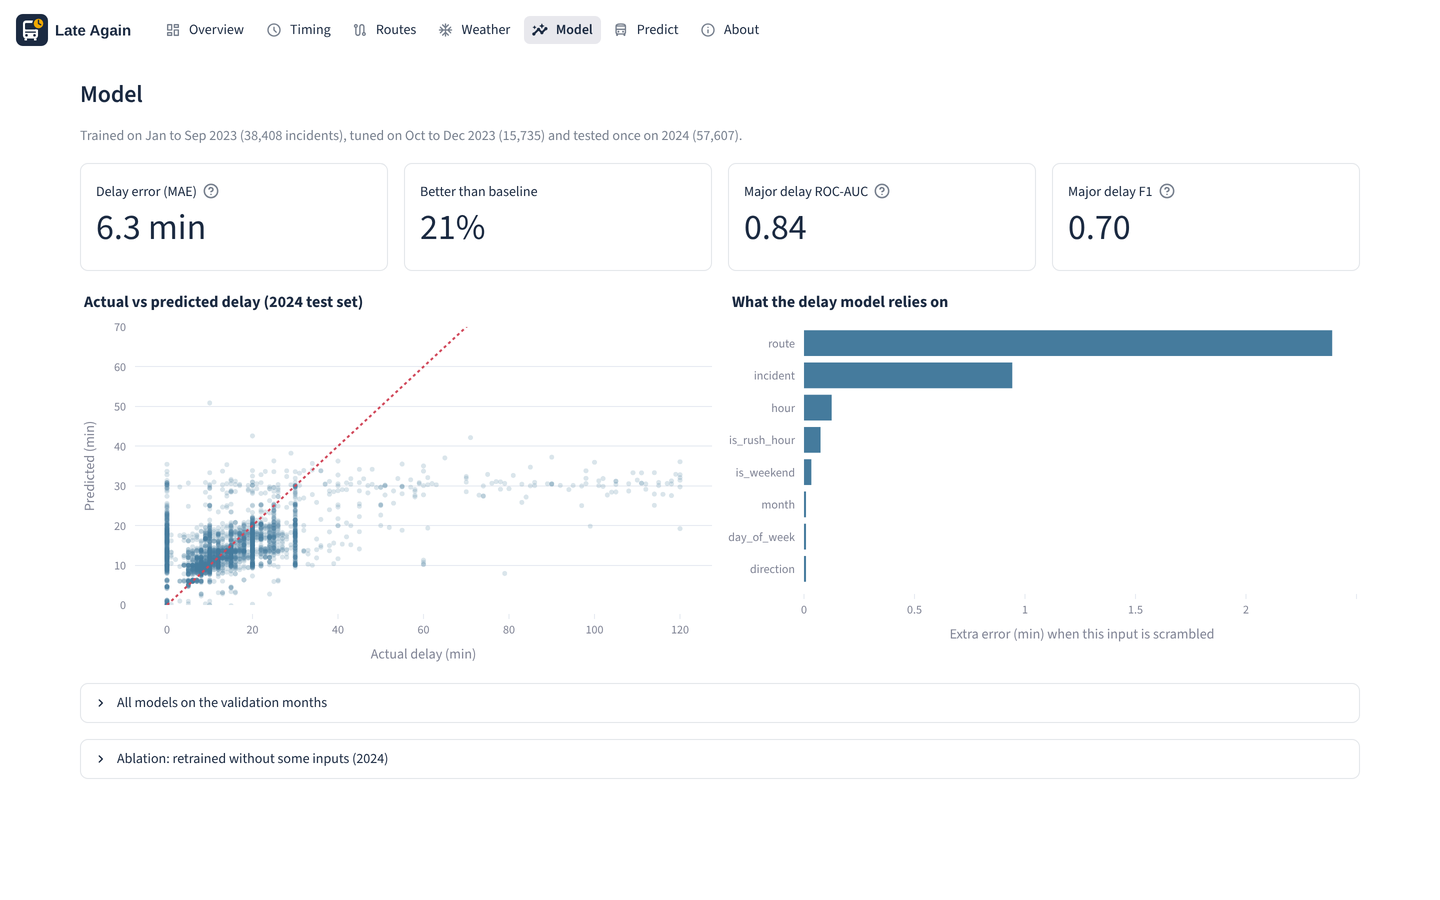 Late Again
Overview
Timing
Routes
Weather
Model
Predict
About
Model
Trained on Jan to Sep 2023 (38,408 incidents), tuned on Oct to Dec 2023 (15,735) and tested once on 2024 (57,607).
Delay error (MAE)
6.3 min
Better than baseline
21%
Major delay ROC-AUC
0.84
Major delay F1
0.70
Actual vs predicted delay (2024 test set)
70
60
50
40
30
20
10
0
Predicted (min)
0 20 40 60 80 100 120
Actual delay (min)
What the delay model relies on
route
incident
hour
is_rush_hour
is_weekend
month
day_of_week
direction
0 0.5 1 1.5 2
Extra error (min) when this input is scrambled
All models on the validation months
Ablation: retrained without some inputs (2024)